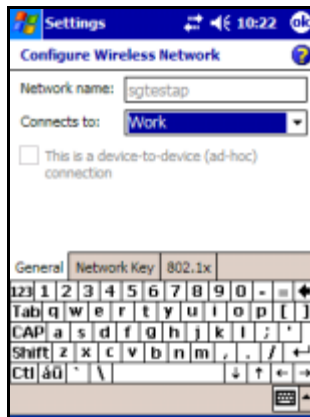 Settings 10:22 ok
Configure Wireless Network ?
Network name: sgtestap
Connects to: Work
This is a device-to-device (ad-hoc)
connection
General Network Key 802.1x
123 1 2 3 4 5 6 7 8 9 0 - =
Tab q w e r t y u i o p [ ]
CAP a s d f g h j k l ; '
Shift z x c v b n m , . /
Ctl áü ` \